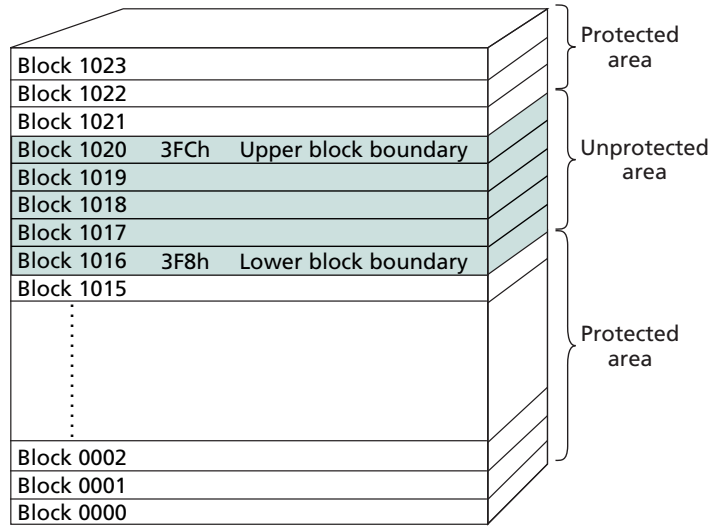 Protected
area
Block 1023
Block 1022
Block 1021
Block 1020 3FCh Upper block boundary
Unprotected
area
Block 1019
Block 1018
Block 1017
Block 1016 3F8h Lower block boundary
Block 1015
Protected
area
Block 0002
Block 0001
Block 0000